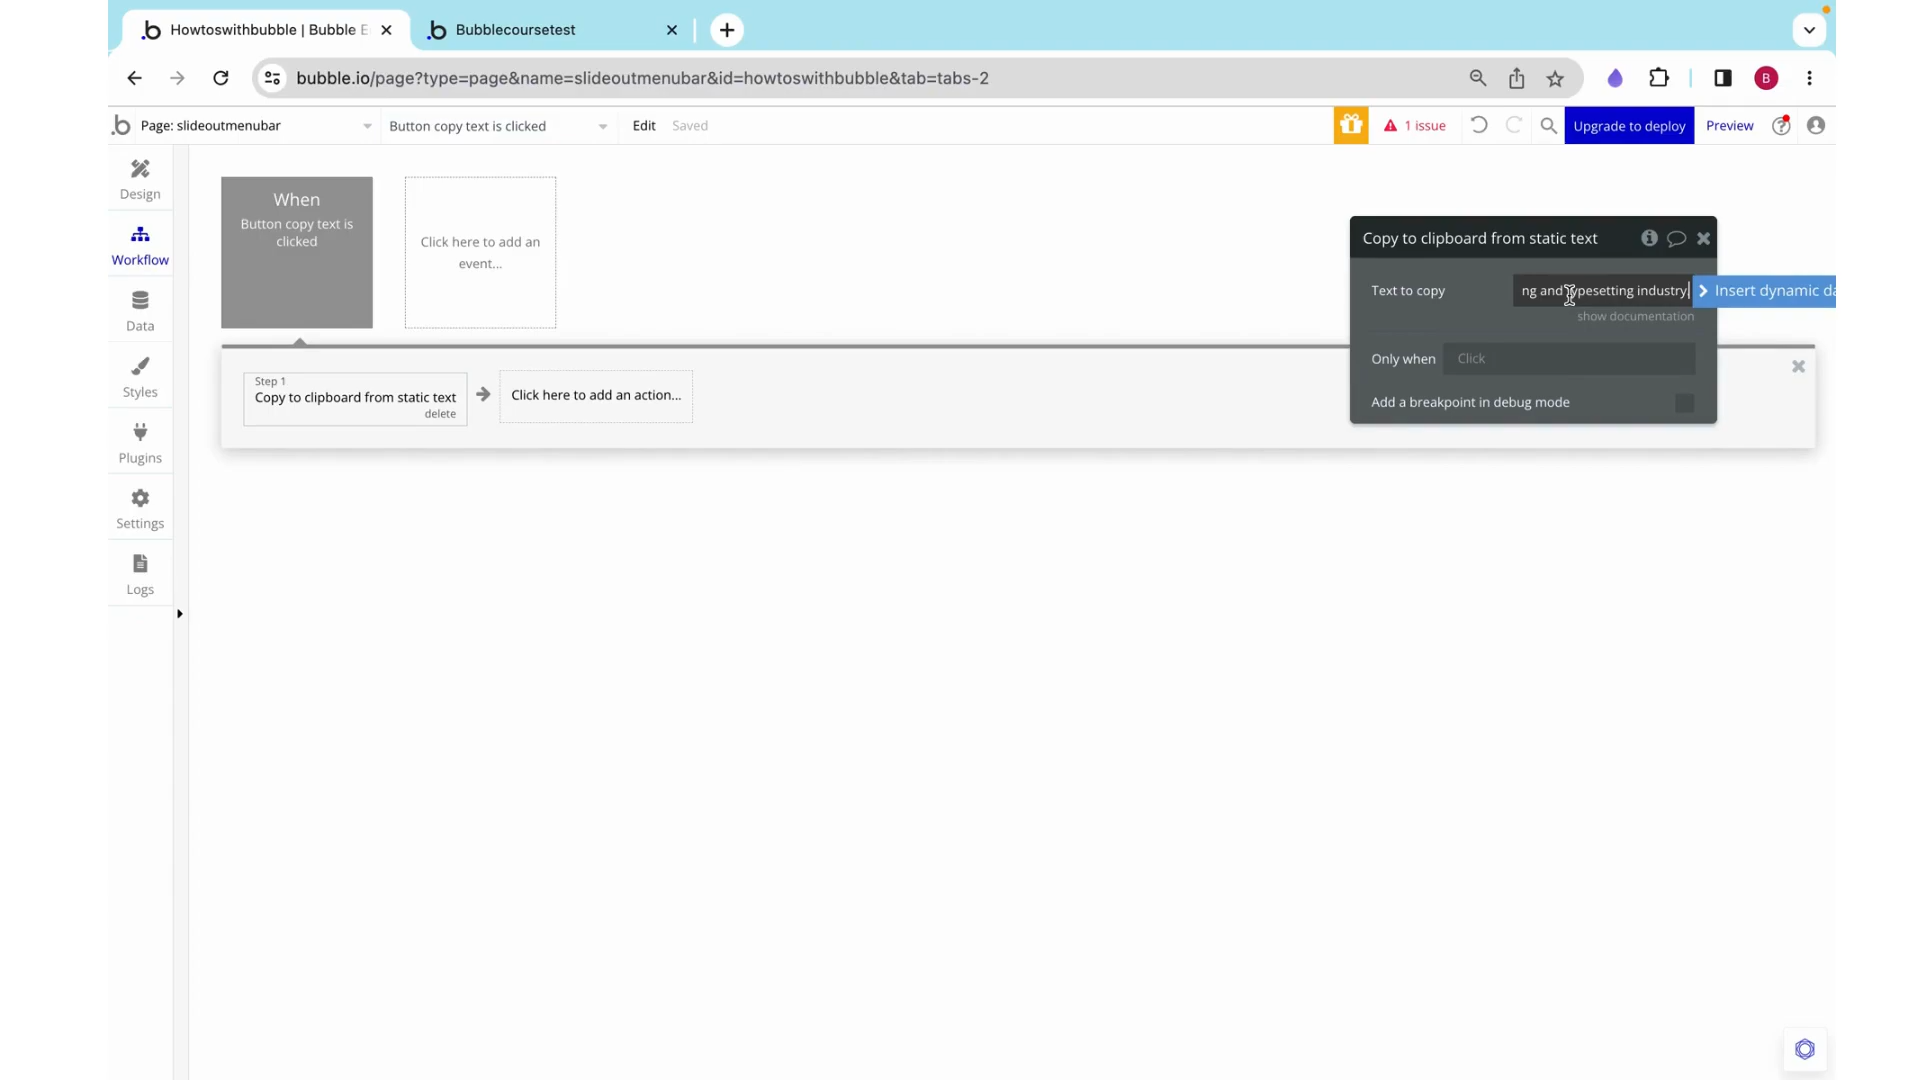 Howtoswithbubble | Bubble E
Bubblecoursetest
bubble.io/page?type=page&name=slideoutmenubar&id=howtoswithbubble&tab=tabs-2
B
Page: slideoutmenubar
Button copy text is clicked
Edit
Saved
1 issue
Upgrade to deploy
Preview
Design
Workflow
Data
Styles
Plugins
Settings
Logs
When
Button copy text is
clicked
Click here to add an
event...
Step 1
Copy to clipboard from static text
delete
Click here to add an action...
Copy to clipboard from static text
Text to copy
ng and typesetting industry
Insert dynamic da
show documentation
Only when
Click
Add a breakpoint in debug mode